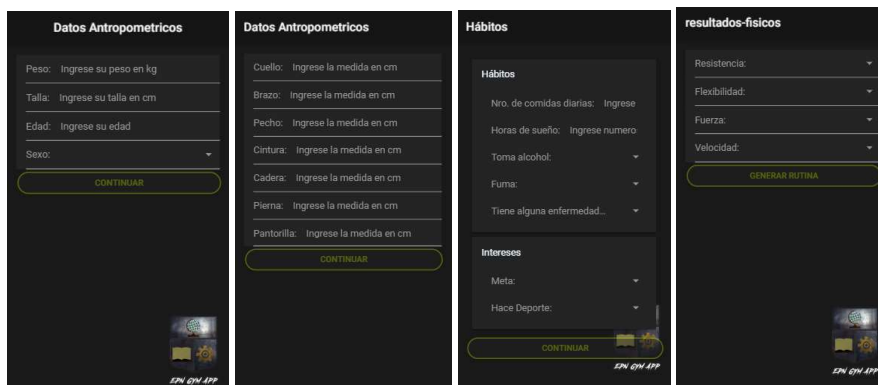 Datos Antropometricos
Peso: Ingrese su peso en kg
Talla: Ingrese su talla en cm
Edad: Ingrese su edad
Sexo:
CONTINUAR
EPN GYM APP
Datos Antropometricos
Cuello: Ingrese la medida en cm
Brazo: Ingrese la medida en cm
Pecho: Ingrese la medida en cm
Cintura: Ingrese la medida en cm
Cadera: Ingrese la medida en cm
Pierna: Ingrese la medida en cm
Pantorilla: Ingrese la medida en cm
CONTINUAR
Hábitos
Hábitos
Nro. de comidas diarias: Ingrese
Horas de sueño: Ingrese numero
Toma alcohol:
Fuma:
Tiene alguna enfermedad...
Intereses
Meta:
Hace Deporte:
CONTINUAR
EPN GYM APP
resultados-fisicos
Resistencia:
Flexibilidad:
Fuerza:
Velocidad:
GENERAR RUTINA
EPN GYM APP